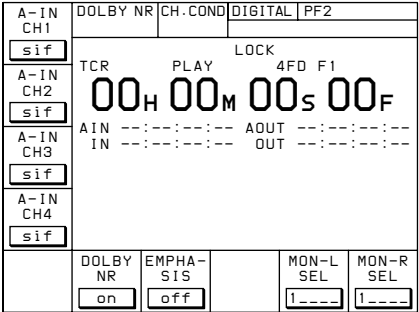 A-IN
CH1
sif
A-IN
CH2
sif
A-IN
CH3
sif
A-IN
CH4
sif
DOLBY NR CH.COND DIGITAL PF2
LOCK
TCR PLAY 4FD F1
00H 00M 00S 00F
AIN --:--:--:-- AOUT --:--:--:--
IN --:--:--:-- OUT --:--:--:--
DOLBY EMPHA- MON-L MON-R
NR SIS SEL SEL
on off 1____ 1____